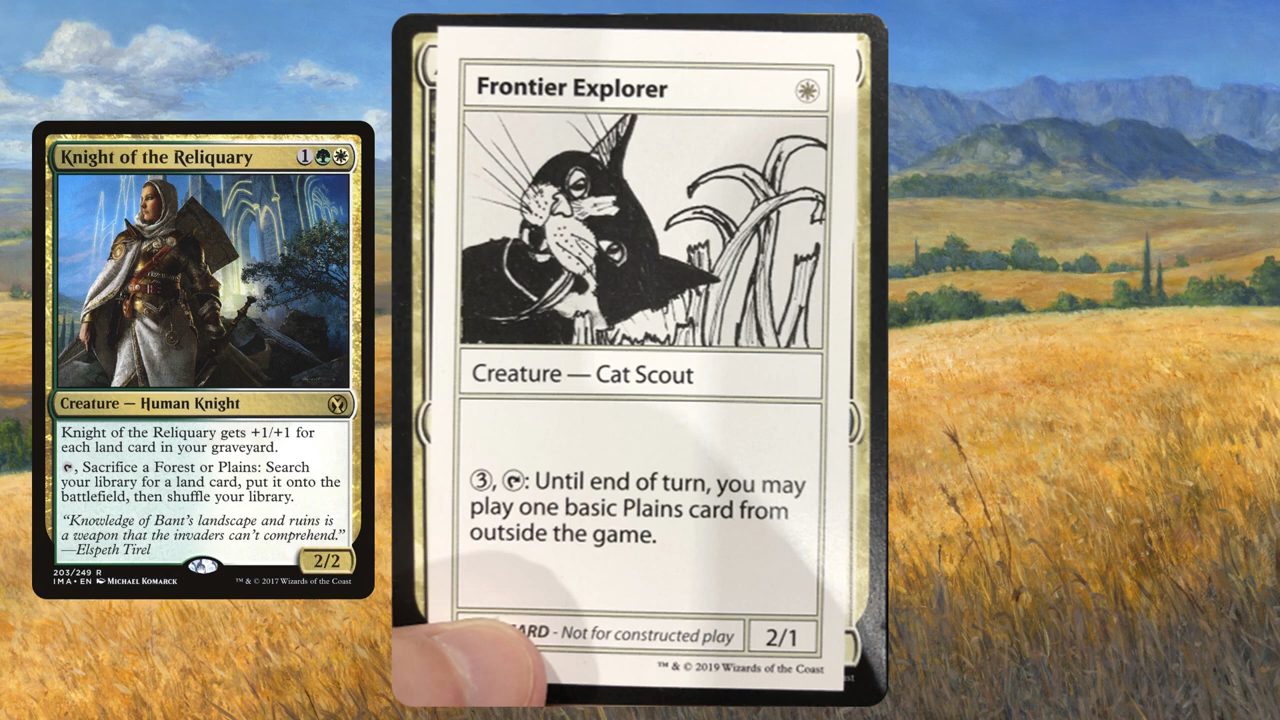 Knight of the Reliquary 1
Creature — Human Knight
Knight of the Reliquary gets +1/+1 for
each land card in your graveyard.
, Sacrifice a Forest or Plains: Search
your library for a land card, put it onto the
battlefield, then shuffle your library.
“Knowledge of Bant’s landscape and ruins is
a weapon that the invaders can’t comprehend.”
—Elspeth Tirel
2/2
203/249 R
IMA • EN Michael Komarck
™ & © 2017 Wizards of the Coast
Frontier Explorer
Creature — Cat Scout
3, : Until end of turn, you may
play one basic Plains card from
outside the game.
ARD - Not for constructed play
2/1
™ & © 2019 Wizards of the Coast